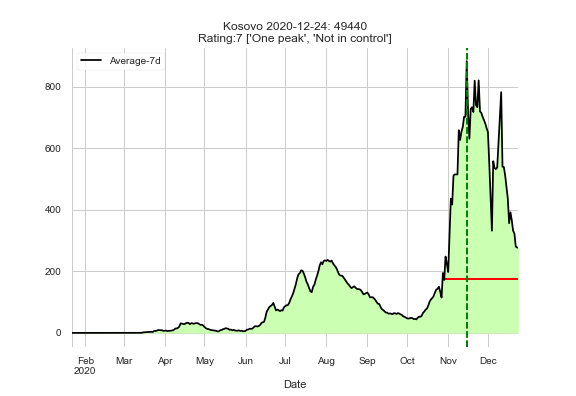 Kosovo 2020-12-24: 49440
Rating:7 ['One peak', 'Not in control']
Average-7d
800
600
400
200
0
Feb Mar Apr May Jun Jul Aug Sep Oct Nov Dec
2020
Date